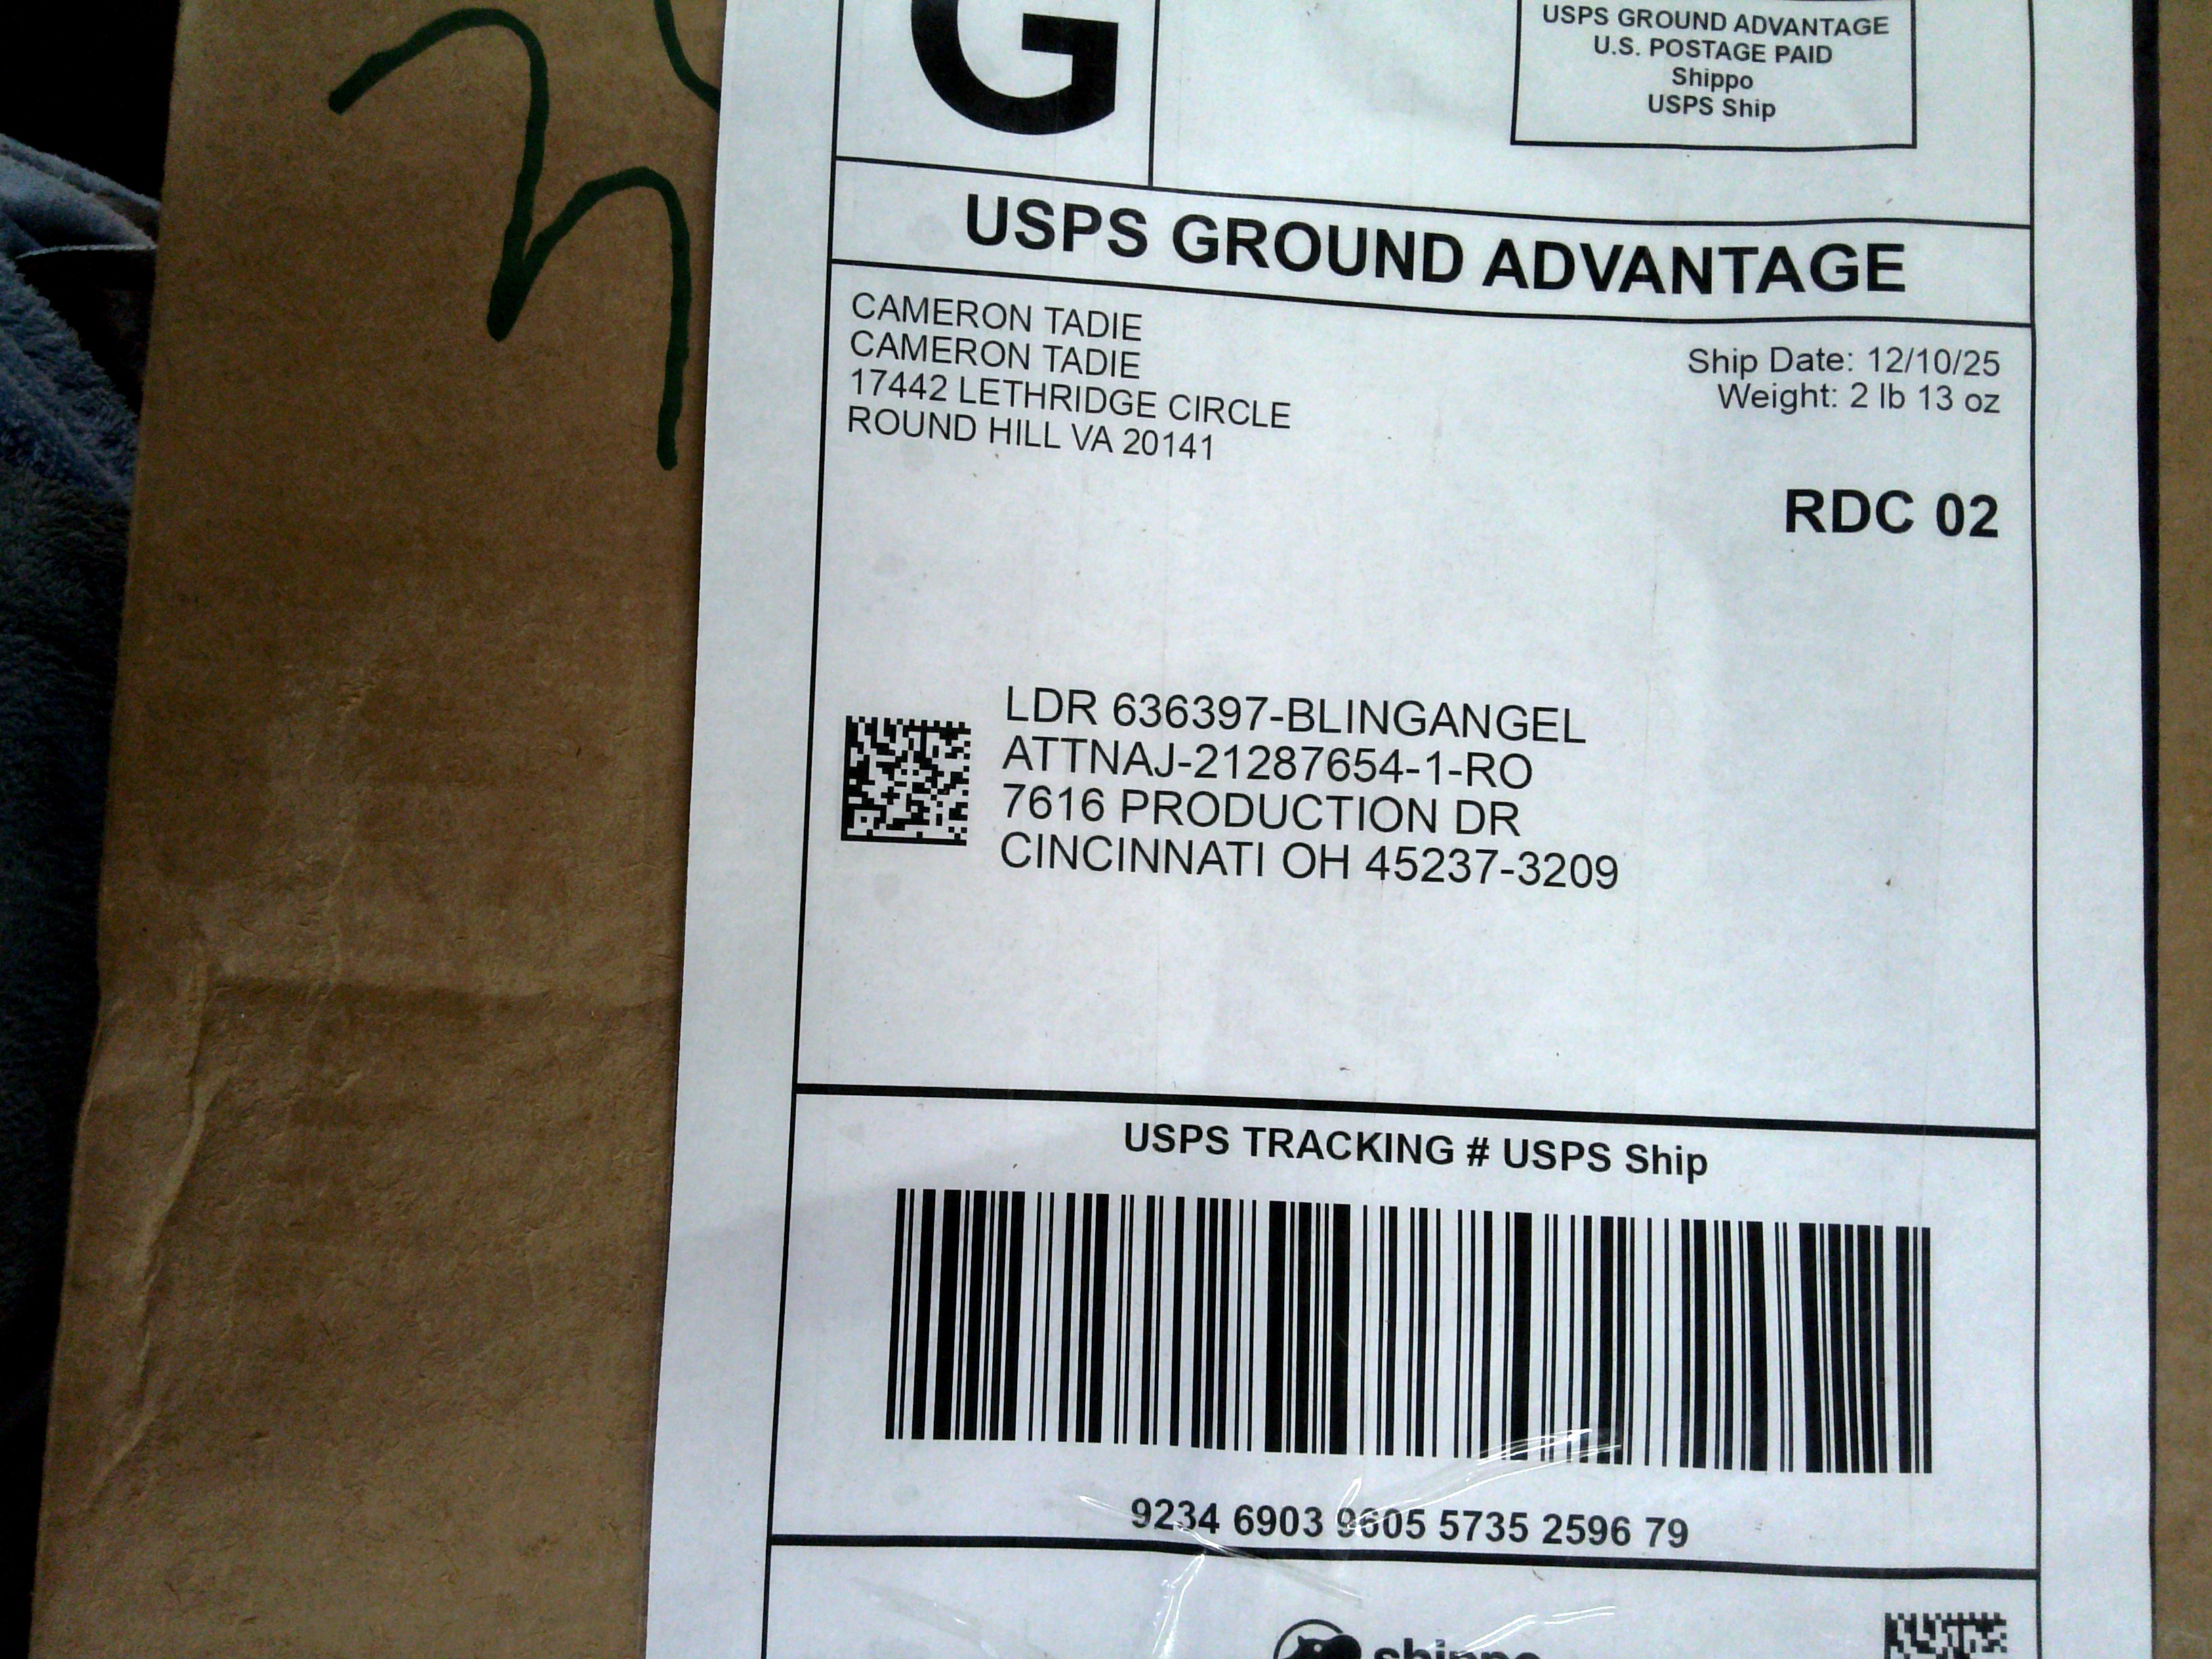 G
USPS GROUND ADVANTAGE
U.S. POSTAGE PAID
Shippo
USPS Ship
USPS GROUND ADVANTAGE
CAMERON TADIE
CAMERON TADIE
17442 LETHRIDGE CIRCLE
ROUND HILL VA 20141
Ship Date: 12/10/25
Weight: 2 lb 13 oz
RDC 02
LDR 636397-BLINGANGEL
ATTNAJ-21287654-1-RO
7616 PRODUCTION DR
CINCINNATI OH 45237-3209
USPS TRACKING # USPS Ship
9234 6903 9605 5735 2596 79
shippo